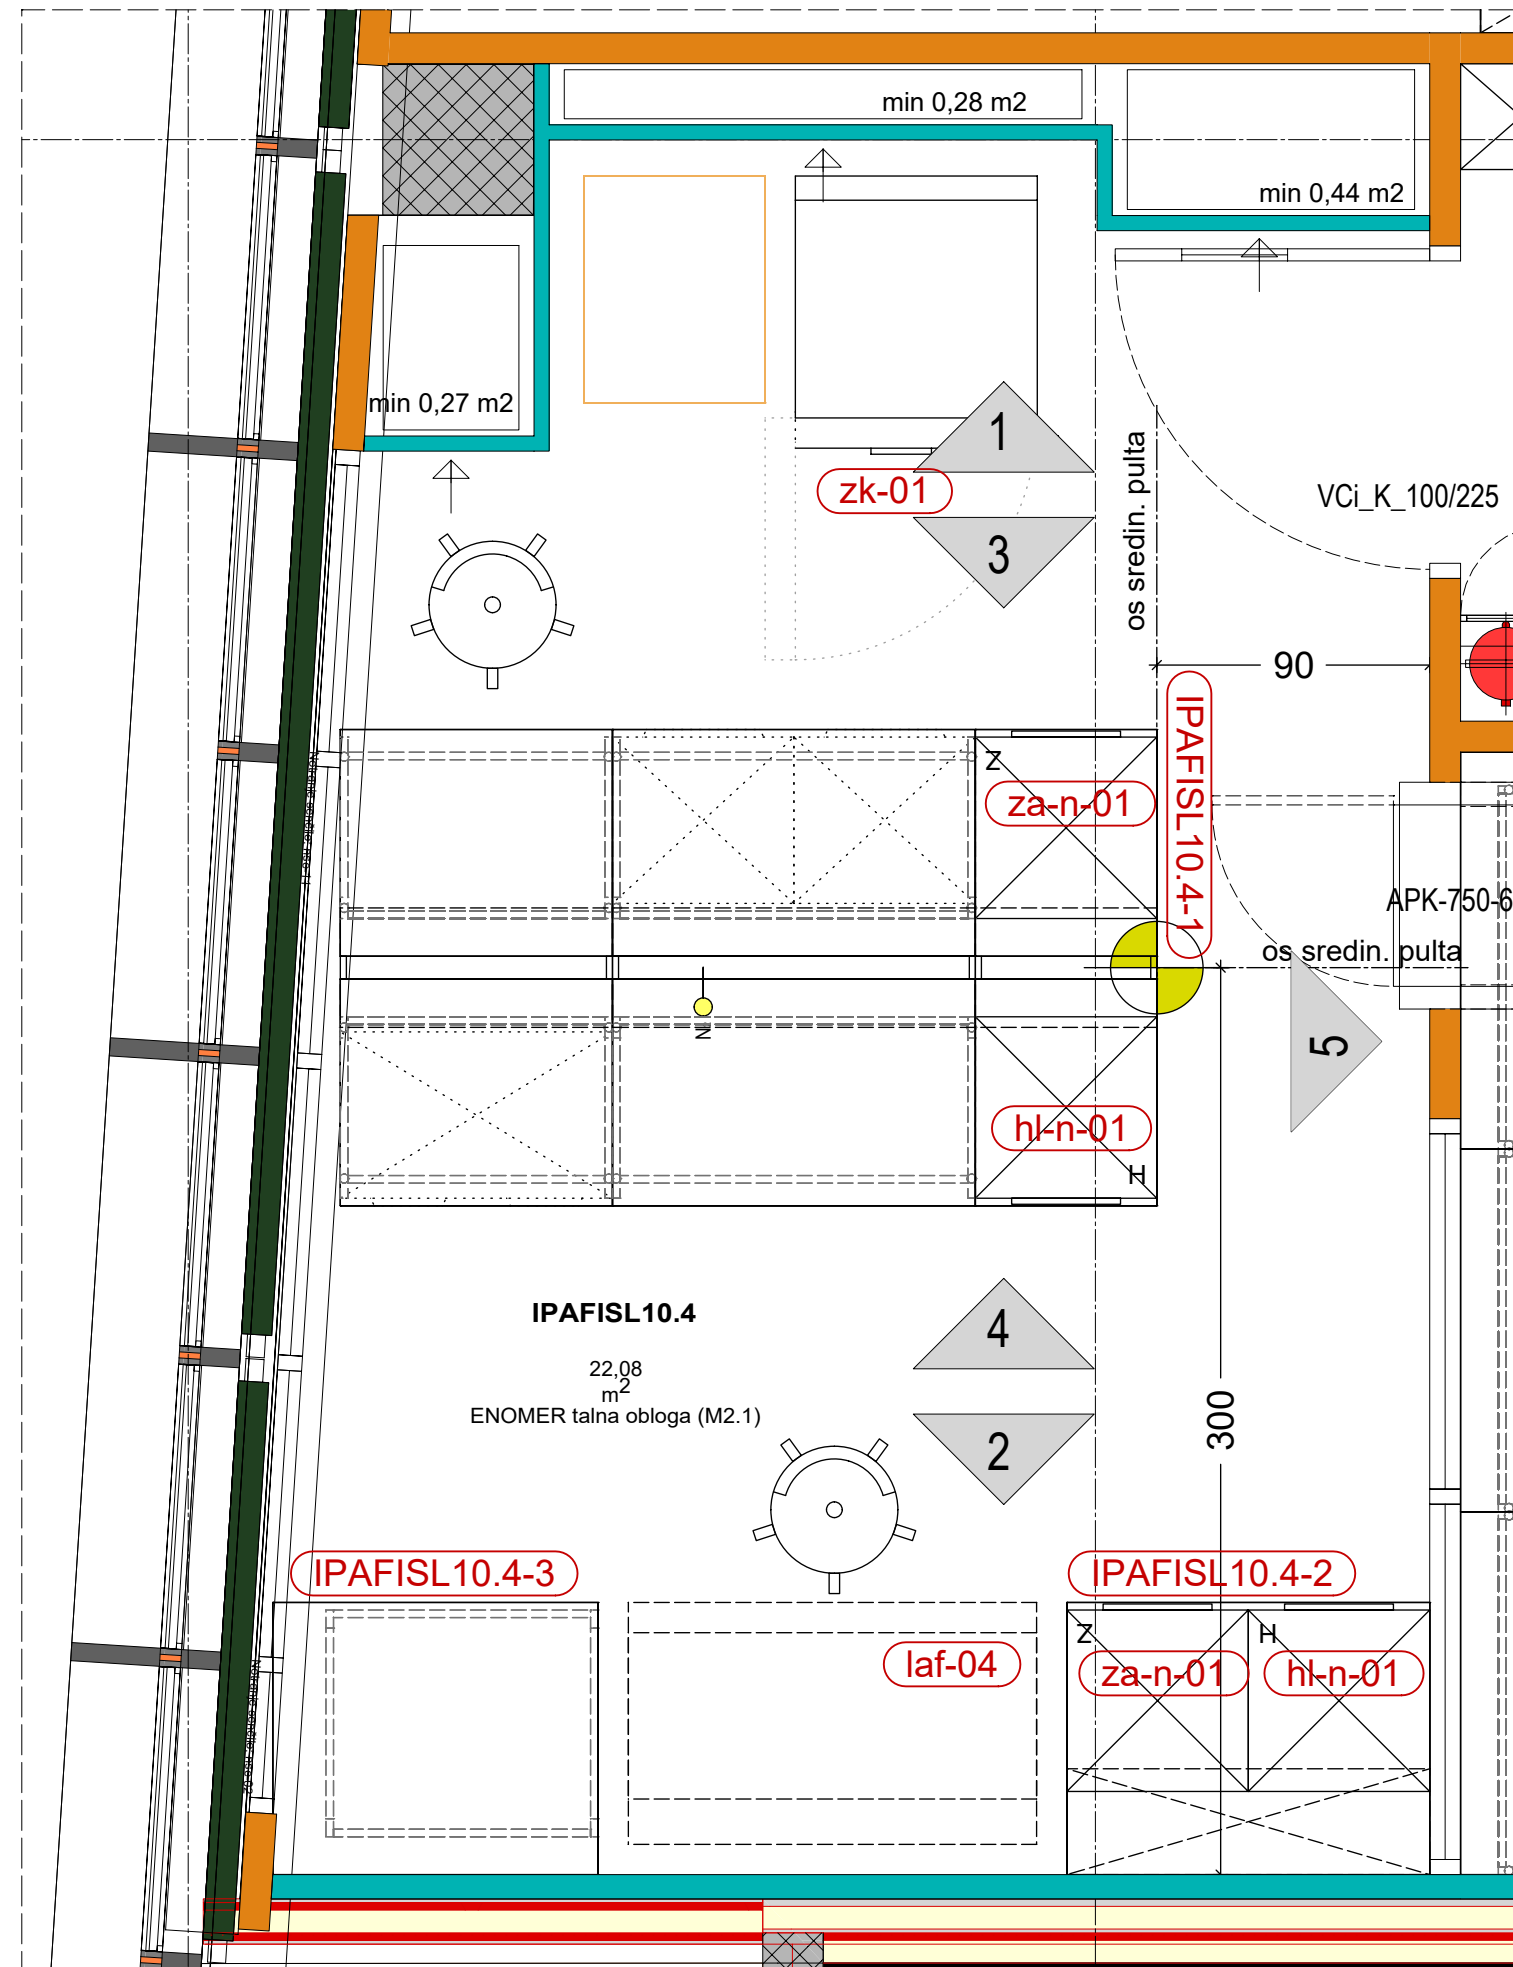 min 0,28 m2
min 0,44 m2
min 0,27 m2
1
zk-01
3
os sredin. pulta
VCi_K_100/225
90
IPAFISL10.4-1
Z
za-n-01
APK-750-6
os sredin. pulta
N
5
hl-n-01
H
IPAFISL10.4
22,08
m2
ENOMER talna obloga (M2.1)
4
2
300
IPAFISL10.4-3
IPAFISL10.4-2
laf-04
Z
H
za-n-01
hl-n-01